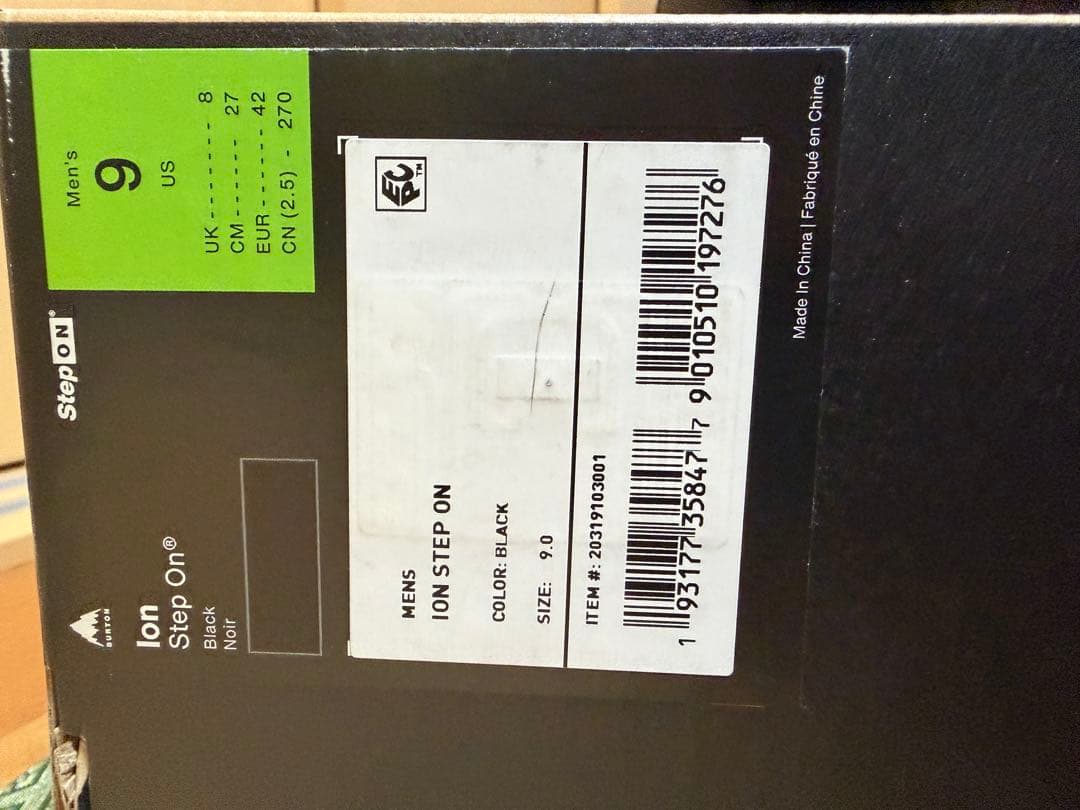 BURTON
Ion
Step On®
Black
Noir
Step ON®
Men's
9
US
UK ------- 8
CM ------ 27
EUR ------ 42
CN (2.5) - 270
EPC™
MENS
ION STEP ON
COLOR: BLACK
SIZE: 9.0
ITEM #: 20319103001
1 93177 35847 7
9 010510 197276
Made In China | Fabriqué en Chine